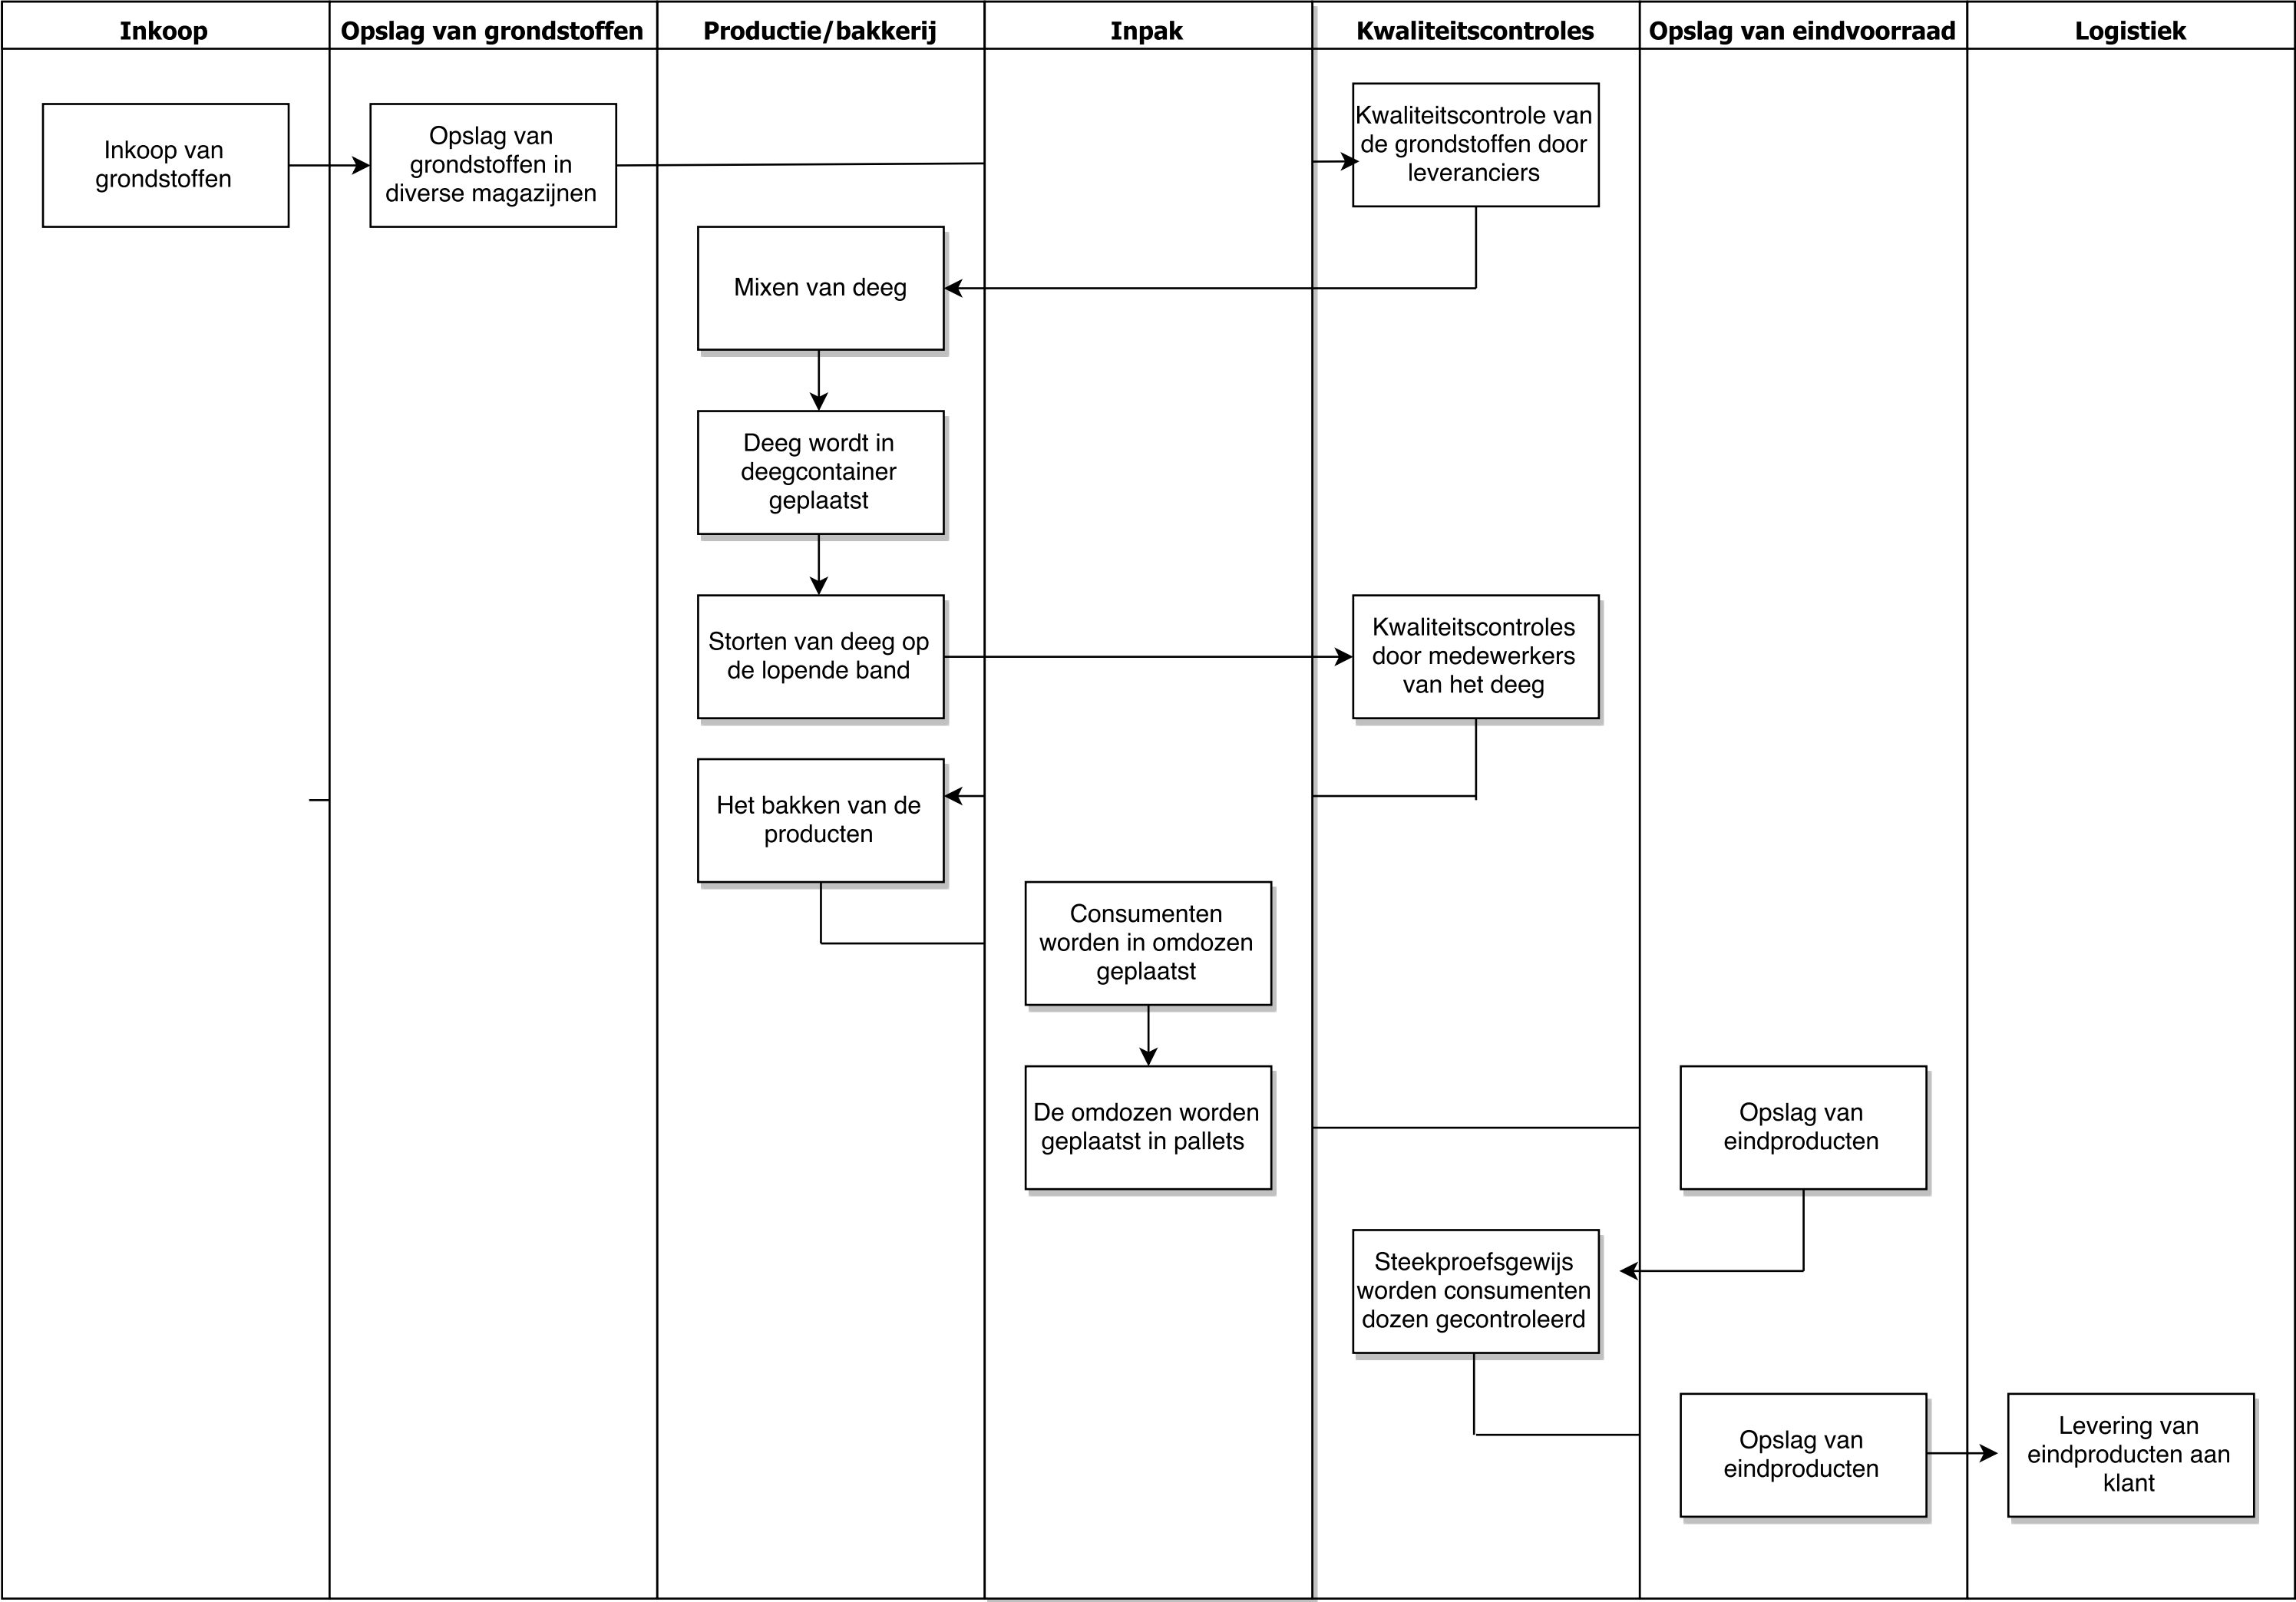 Inkoop
Opslag van grondstoffen
Productie/bakkerij
Inpak
Kwaliteitscontroles
Opslag van eindvoorraad
Logistiek
Inkoop van
grondstoffen
Opslag van
grondstoffen in
diverse magazijnen
Kwaliteitscontrole van
de grondstoffen door
leveranciers
Mixen van deeg
Deeg wordt in
deegcontainer
geplaatst
Storten van deeg op
de lopende band
Kwaliteitscontroles
door medewerkers
van het deeg
Het bakken van de
producten
Consumenten
worden in omdozen
geplaatst
De omdozen worden
geplaatst in pallets
Opslag van
eindproducten
Steekproefsgewijs
worden consumenten
dozen gecontroleerd
Opslag van
eindproducten
Levering van
eindproducten aan
klant